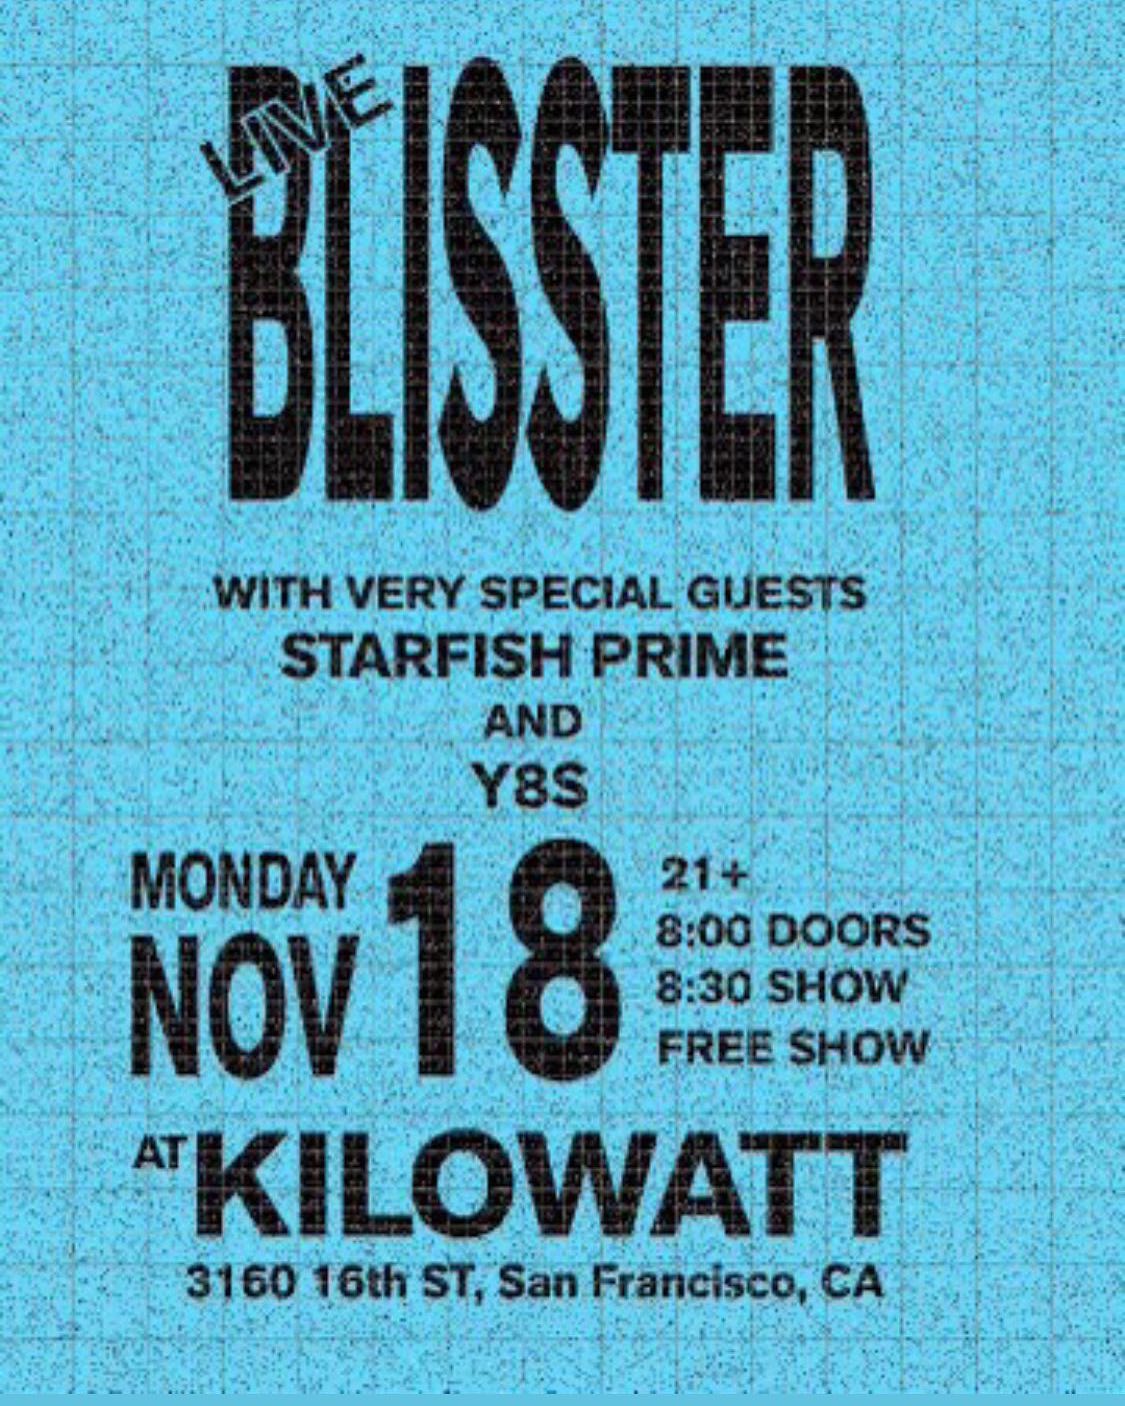 LIVE
BLISSTER
WITH VERY SPECIAL GUESTS
STARFISH PRIME
AND
Y8S
MONDAY
NOV 18
21+
8:00 DOORS
8:30 SHOW
FREE SHOW
AT KILOWATT
3160 16th ST, San Francisco, CA